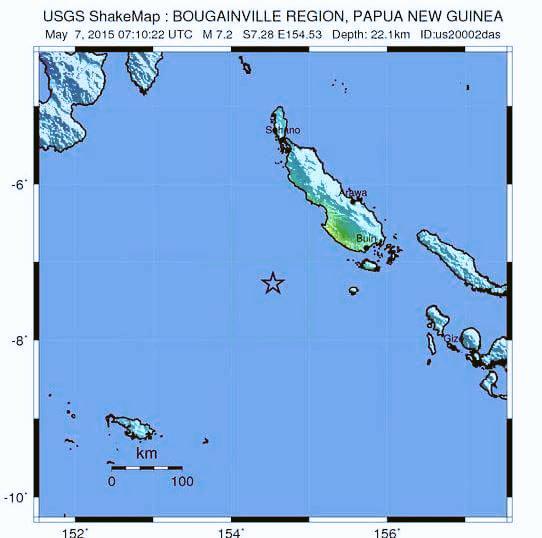 USGS ShakeMap : BOUGAINVILLE REGION, PAPUA NEW GUINEA
May 7, 2015 07:10:22 UTC M 7.2 S7.28 E154.53 Depth: 22.1km ID:us20002das
Sohano
-6°
Arawa
Buin
-8°
Gizo
km
0 100
-10°
152° 154° 156°